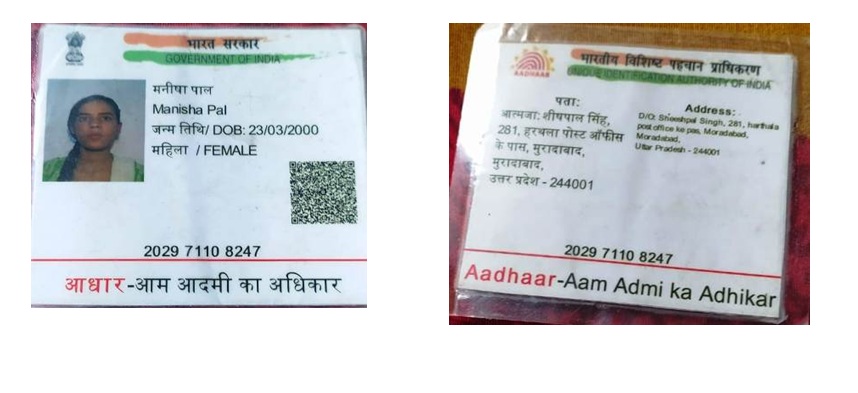 भारत सरकार
GOVERNMENT OF INDIA
मनीषा पाल
Manisha Pal
जन्म तिथि/ DOB: 23/03/2000
महिला / FEMALE
2029 7110 8247
आधार-आम आदमी का अधिकार
AADHAAR
भारतीय विशिष्ट पहचान प्राधिकरण
UNIQUE IDENTIFICATION AUTHORITY OF INDIA
पता:
आत्मजा: शीषपाल सिंह,
281, हरथला पोस्ट ऑफीस
के पास, मुरादाबाद,
मुरादाबाद,
उत्तर प्रदेश - 244001
Address:
D/O: Sheeshpal Singh, 281, harthala
post office ke pas, Moradabad,
Moradabad,
Uttar Pradesh - 244001
2029 7110 8247
Aadhaar-Aam Admi ka Adhikar